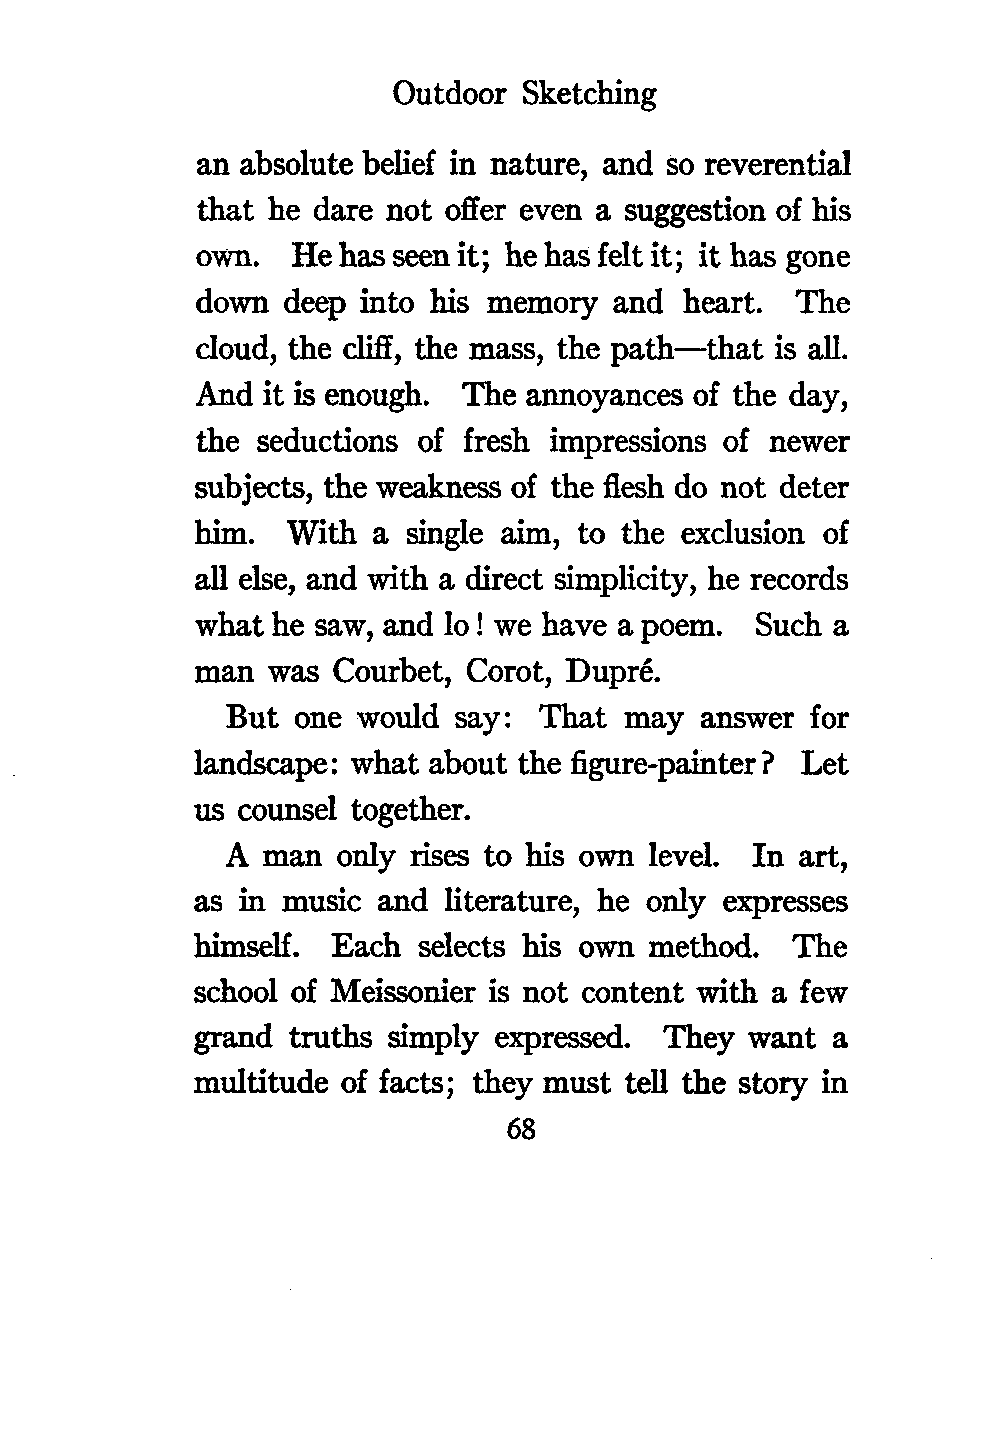 Outdoor Sketching
an absolute belief in nature, and so reverential
that he dare not offer even a suggestion of his
own. He has seen it; he has felt it; it has gone
down deep into his memory and heart. The
cloud, the cliff, the mass, the path—that is all.
And it is enough. The annoyances of the day,
the seductions of fresh impressions of newer
subjects, the weakness of the flesh do not deter
him. With a single aim, to the exclusion of
all else, and with a direct simplicity, he records
what he saw, and lo! we have a poem. Such a
man was Courbet, Corot, Dupré.
But one would say: That may answer for
landscape: what about the figure-painter? Let
us counsel together.
A man only rises to his own level. In art,
as in music and literature, he only expresses
himself. Each selects his own method. The
school of Meissonier is not content with a few
grand truths simply expressed. They want a
multitude of facts; they must tell the story in
68